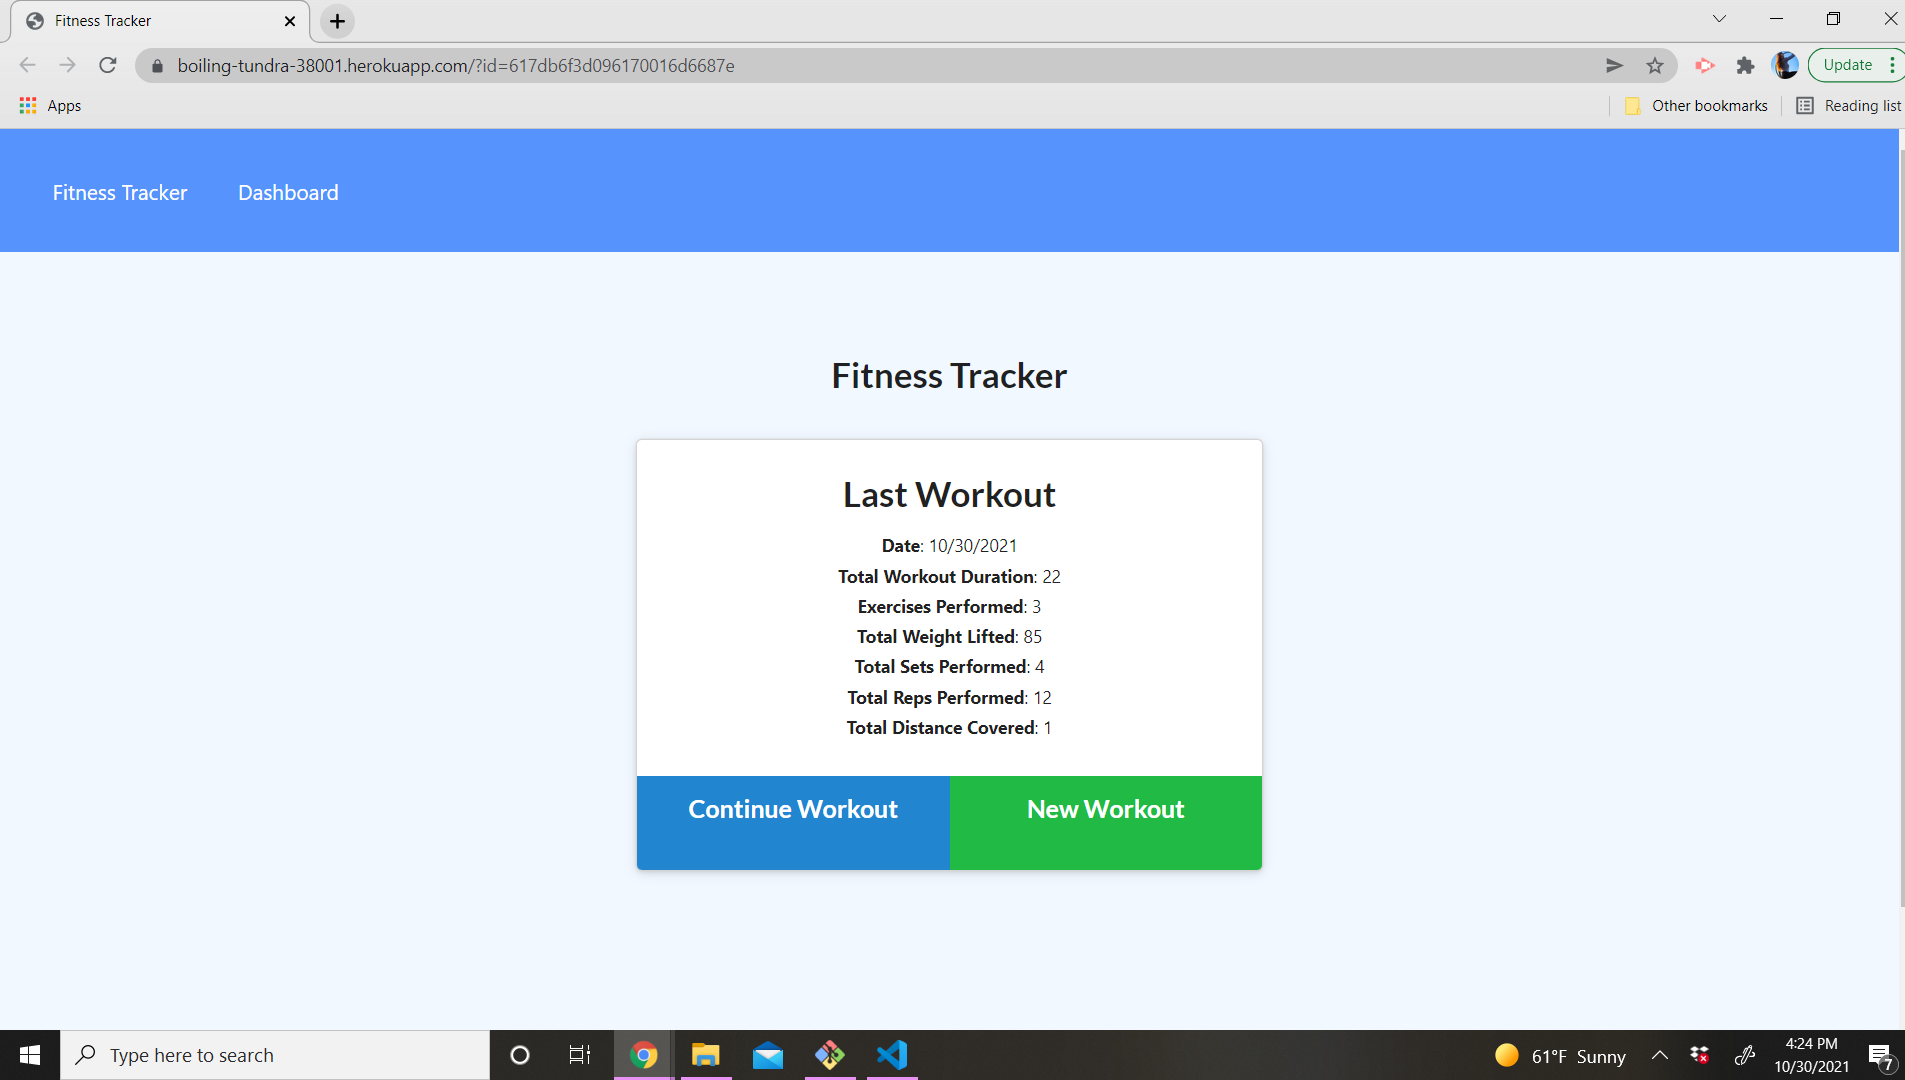 Fitness Tracker
boiling-tundra-38001.herokuapp.com/?id=617db6f3d096170016d6687e
Update
Apps
Other bookmarks
Reading list
Fitness Tracker Dashboard
Fitness Tracker
Last Workout
Date: 10/30/2021
Total Workout Duration: 22
Exercises Performed: 3
Total Weight Lifted: 85
Total Sets Performed: 4
Total Reps Performed: 12
Total Distance Covered: 1
Continue Workout New Workout
Type here to search
61°F Sunny
4:24 PM
10/30/2021
7